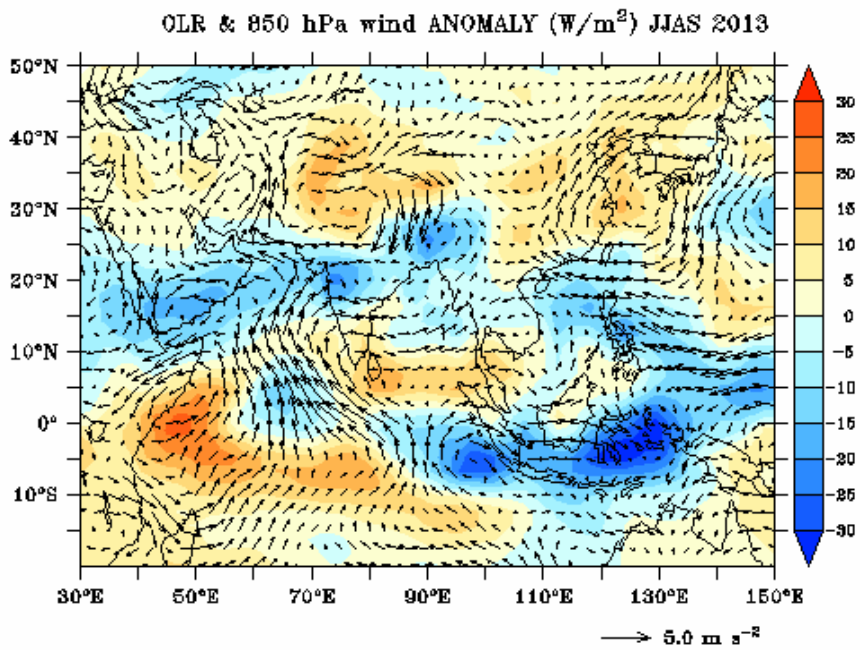 OLR & 850 hPa wind ANOMALY (W/m²) JJAS 2013
50°N
40°N
30°N
20°N
10°N
0°
10°S
30°E 50°E 70°E 90°E 110°E 130°E 150°E
30
25
20
15
10
5
0
-5
-10
-15
-20
-25
-30
5.0 m s⁻²